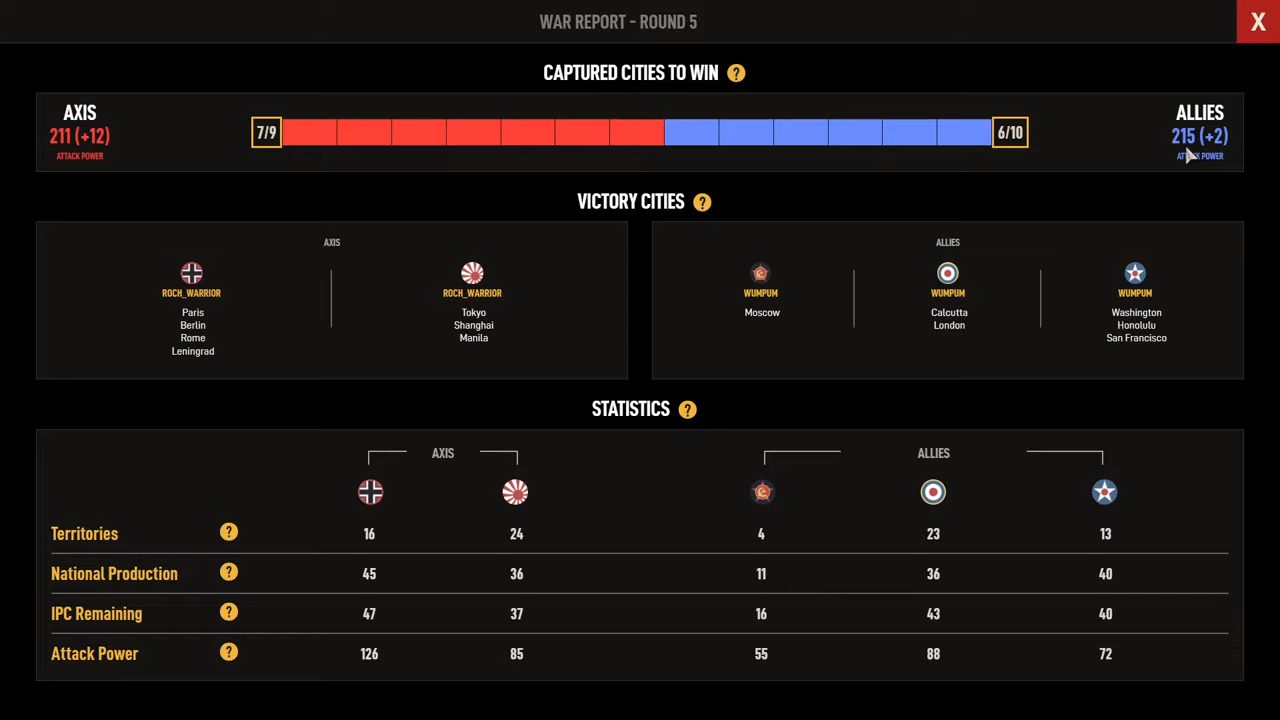 WAR REPORT - ROUND 5
X
CAPTURED CITIES TO WIN ?
AXIS
211 (+12)
ATTACK POWER
7/9
6/10
ALLIES
215 (+2)
ATTACK POWER
VICTORY CITIES ?
AXIS
ROCH_WARRIOR
Paris
Berlin
Rome
Leningrad
ROCH_WARRIOR
Tokyo
Shanghai
Manila
ALLIES
WUMPUM
Moscow
WUMPUM
Calcutta
London
WUMPUM
Washington
Honolulu
San Francisco
STATISTICS ?
AXIS
ALLIES
Territories ? 16 24 4 23 13
National Production ? 45 36 11 36 40
IPC Remaining ? 47 37 16 43 40
Attack Power ? 126 85 55 88 72